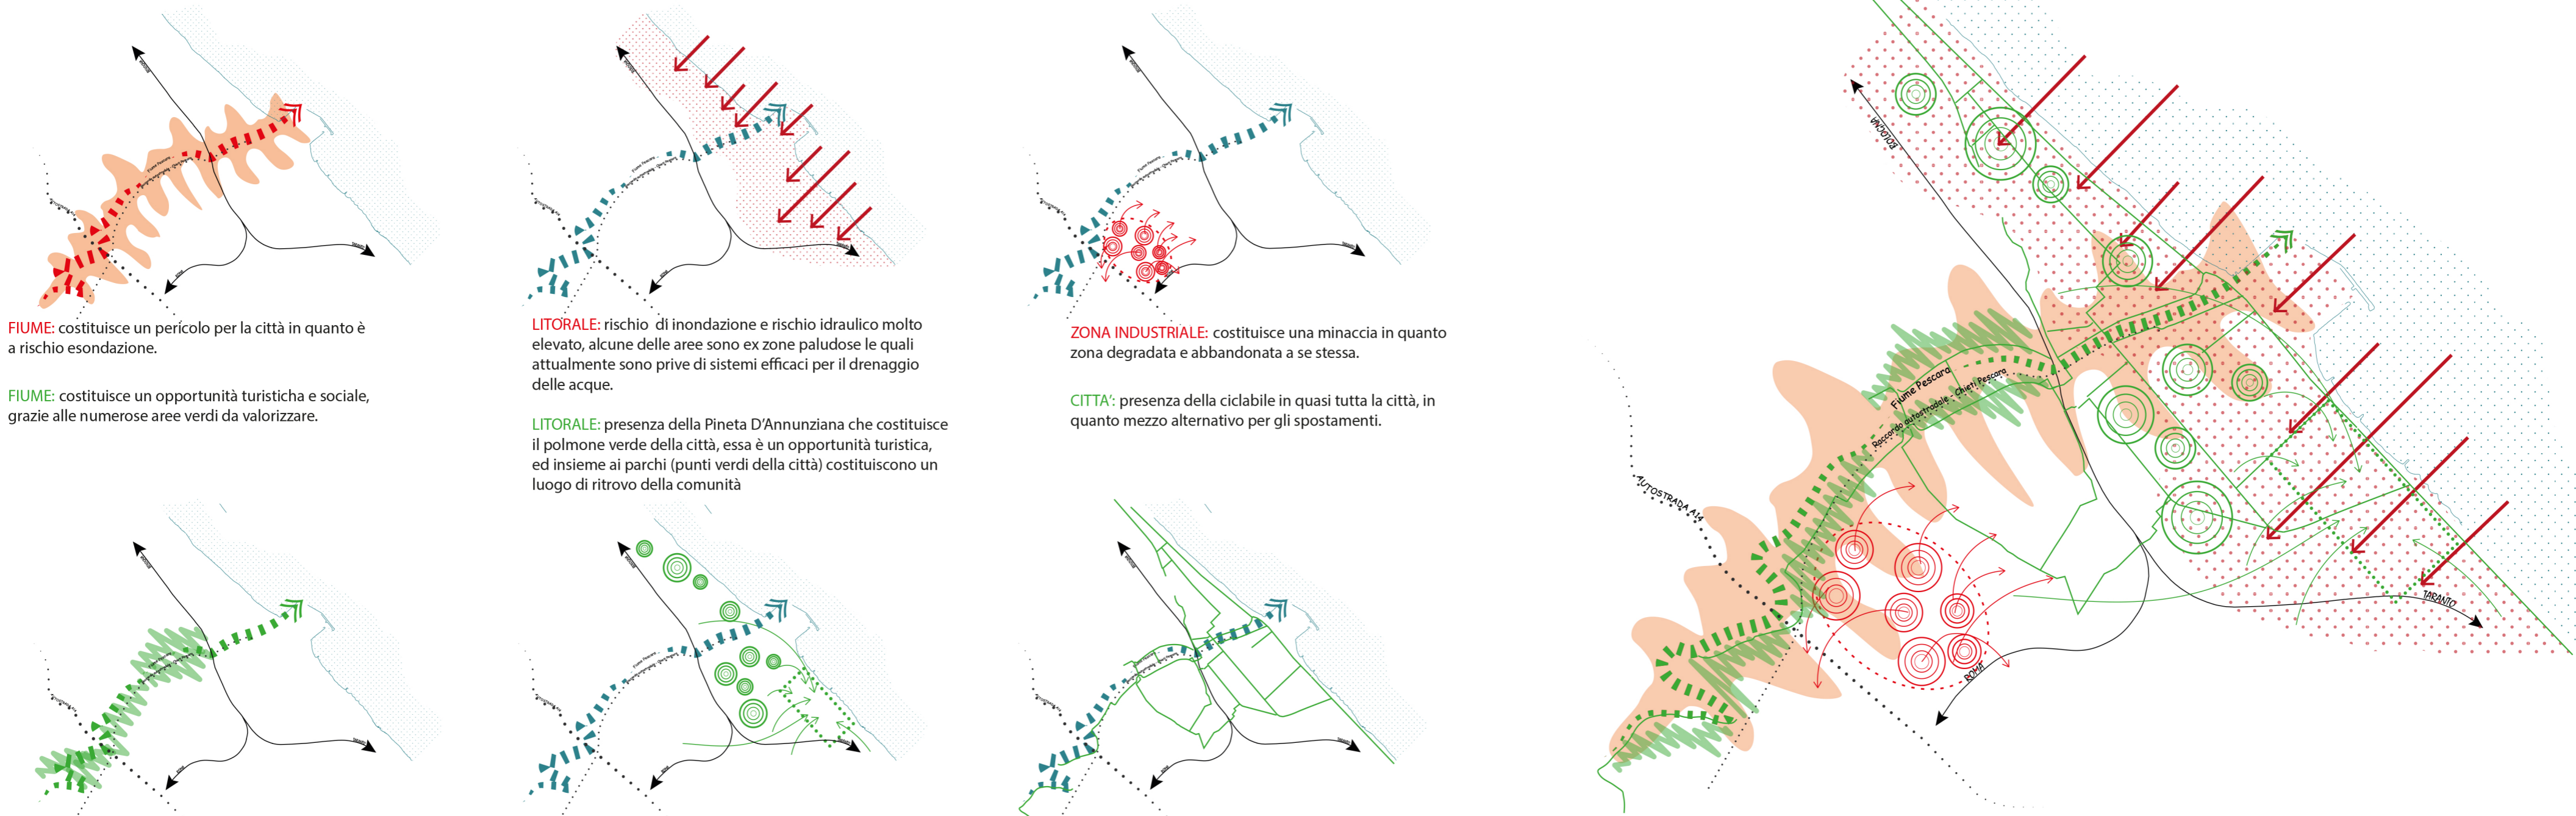 FIUME: costituisce un pericolo per la città in quanto è
a rischio esondazione.
FIUME: costituisce un opportunità turistica e sociale,
grazie alle numerose aree verdi da valorizzare.
LITORALE: rischio  di inondazione e rischio idraulico molto
elevato, alcune delle aree sono ex zone paludose le quali
attualmente sono prive di sistemi efficaci per il drenaggio
delle acque.
LITORALE: presenza della Pineta D’Annunziana che costituisce
il polmone verde della città, essa è un opportunità turistica,
ed insieme ai parchi (punti verdi della città) costituiscono un
luogo di ritrovo della comunità
ZONA INDUSTRIALE: costituisce una minaccia in quanto
zona degradata e abbandonata a se stessa.
CITTA’: presenza della ciclabile in quasi tutta la città, in
quanto mezzo alternativo per gli spostamenti.
BOLOGNA
Fiume Pescara
Raccordo autostradale - Chieti Pescara
AUTOSTRADA A14
TARANTO
ROMA